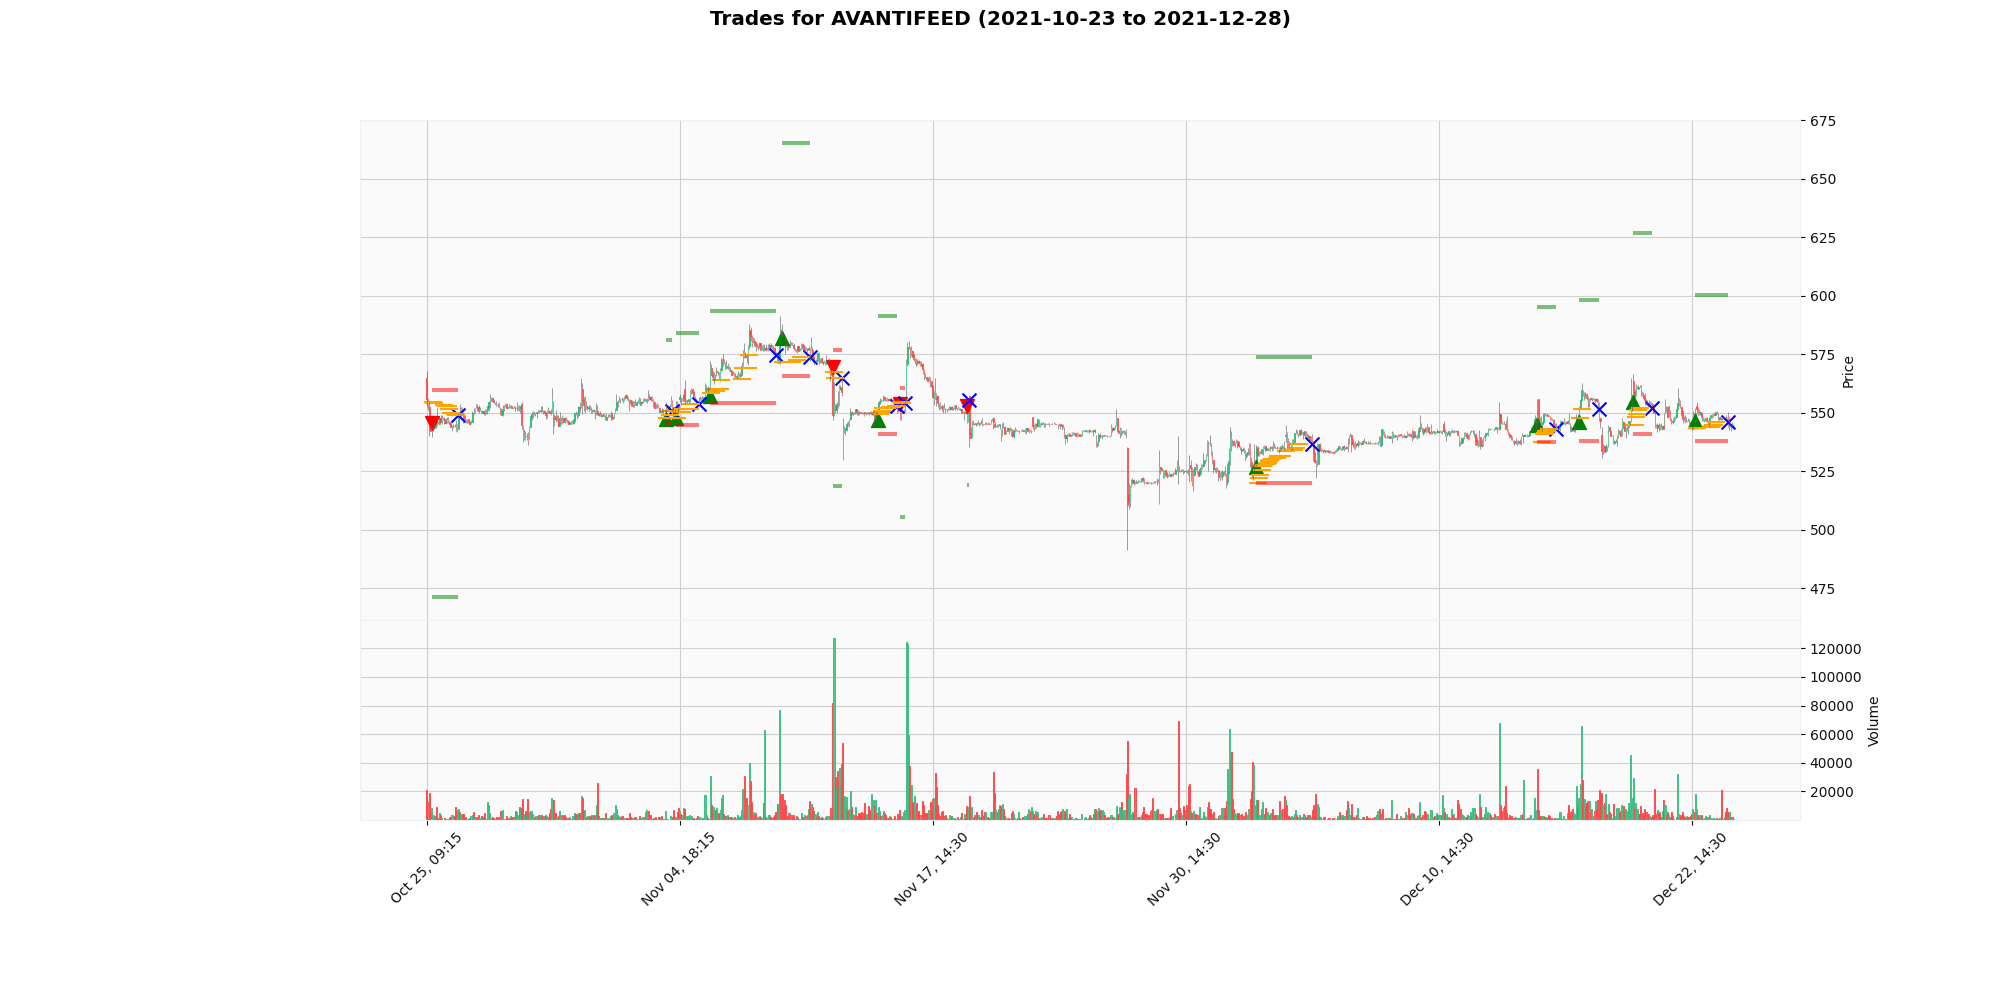 Trades for AVANTIFEED (2021-10-23 to 2021-12-28)
675
650
625
600
575
550
525
500
475
Price
120000
100000
80000
60000
40000
20000
Volume
Oct 25, 09:15
Nov 04, 18:15
Nov 17, 14:30
Nov 30, 14:30
Dec 10, 14:30
Dec 22, 14:30